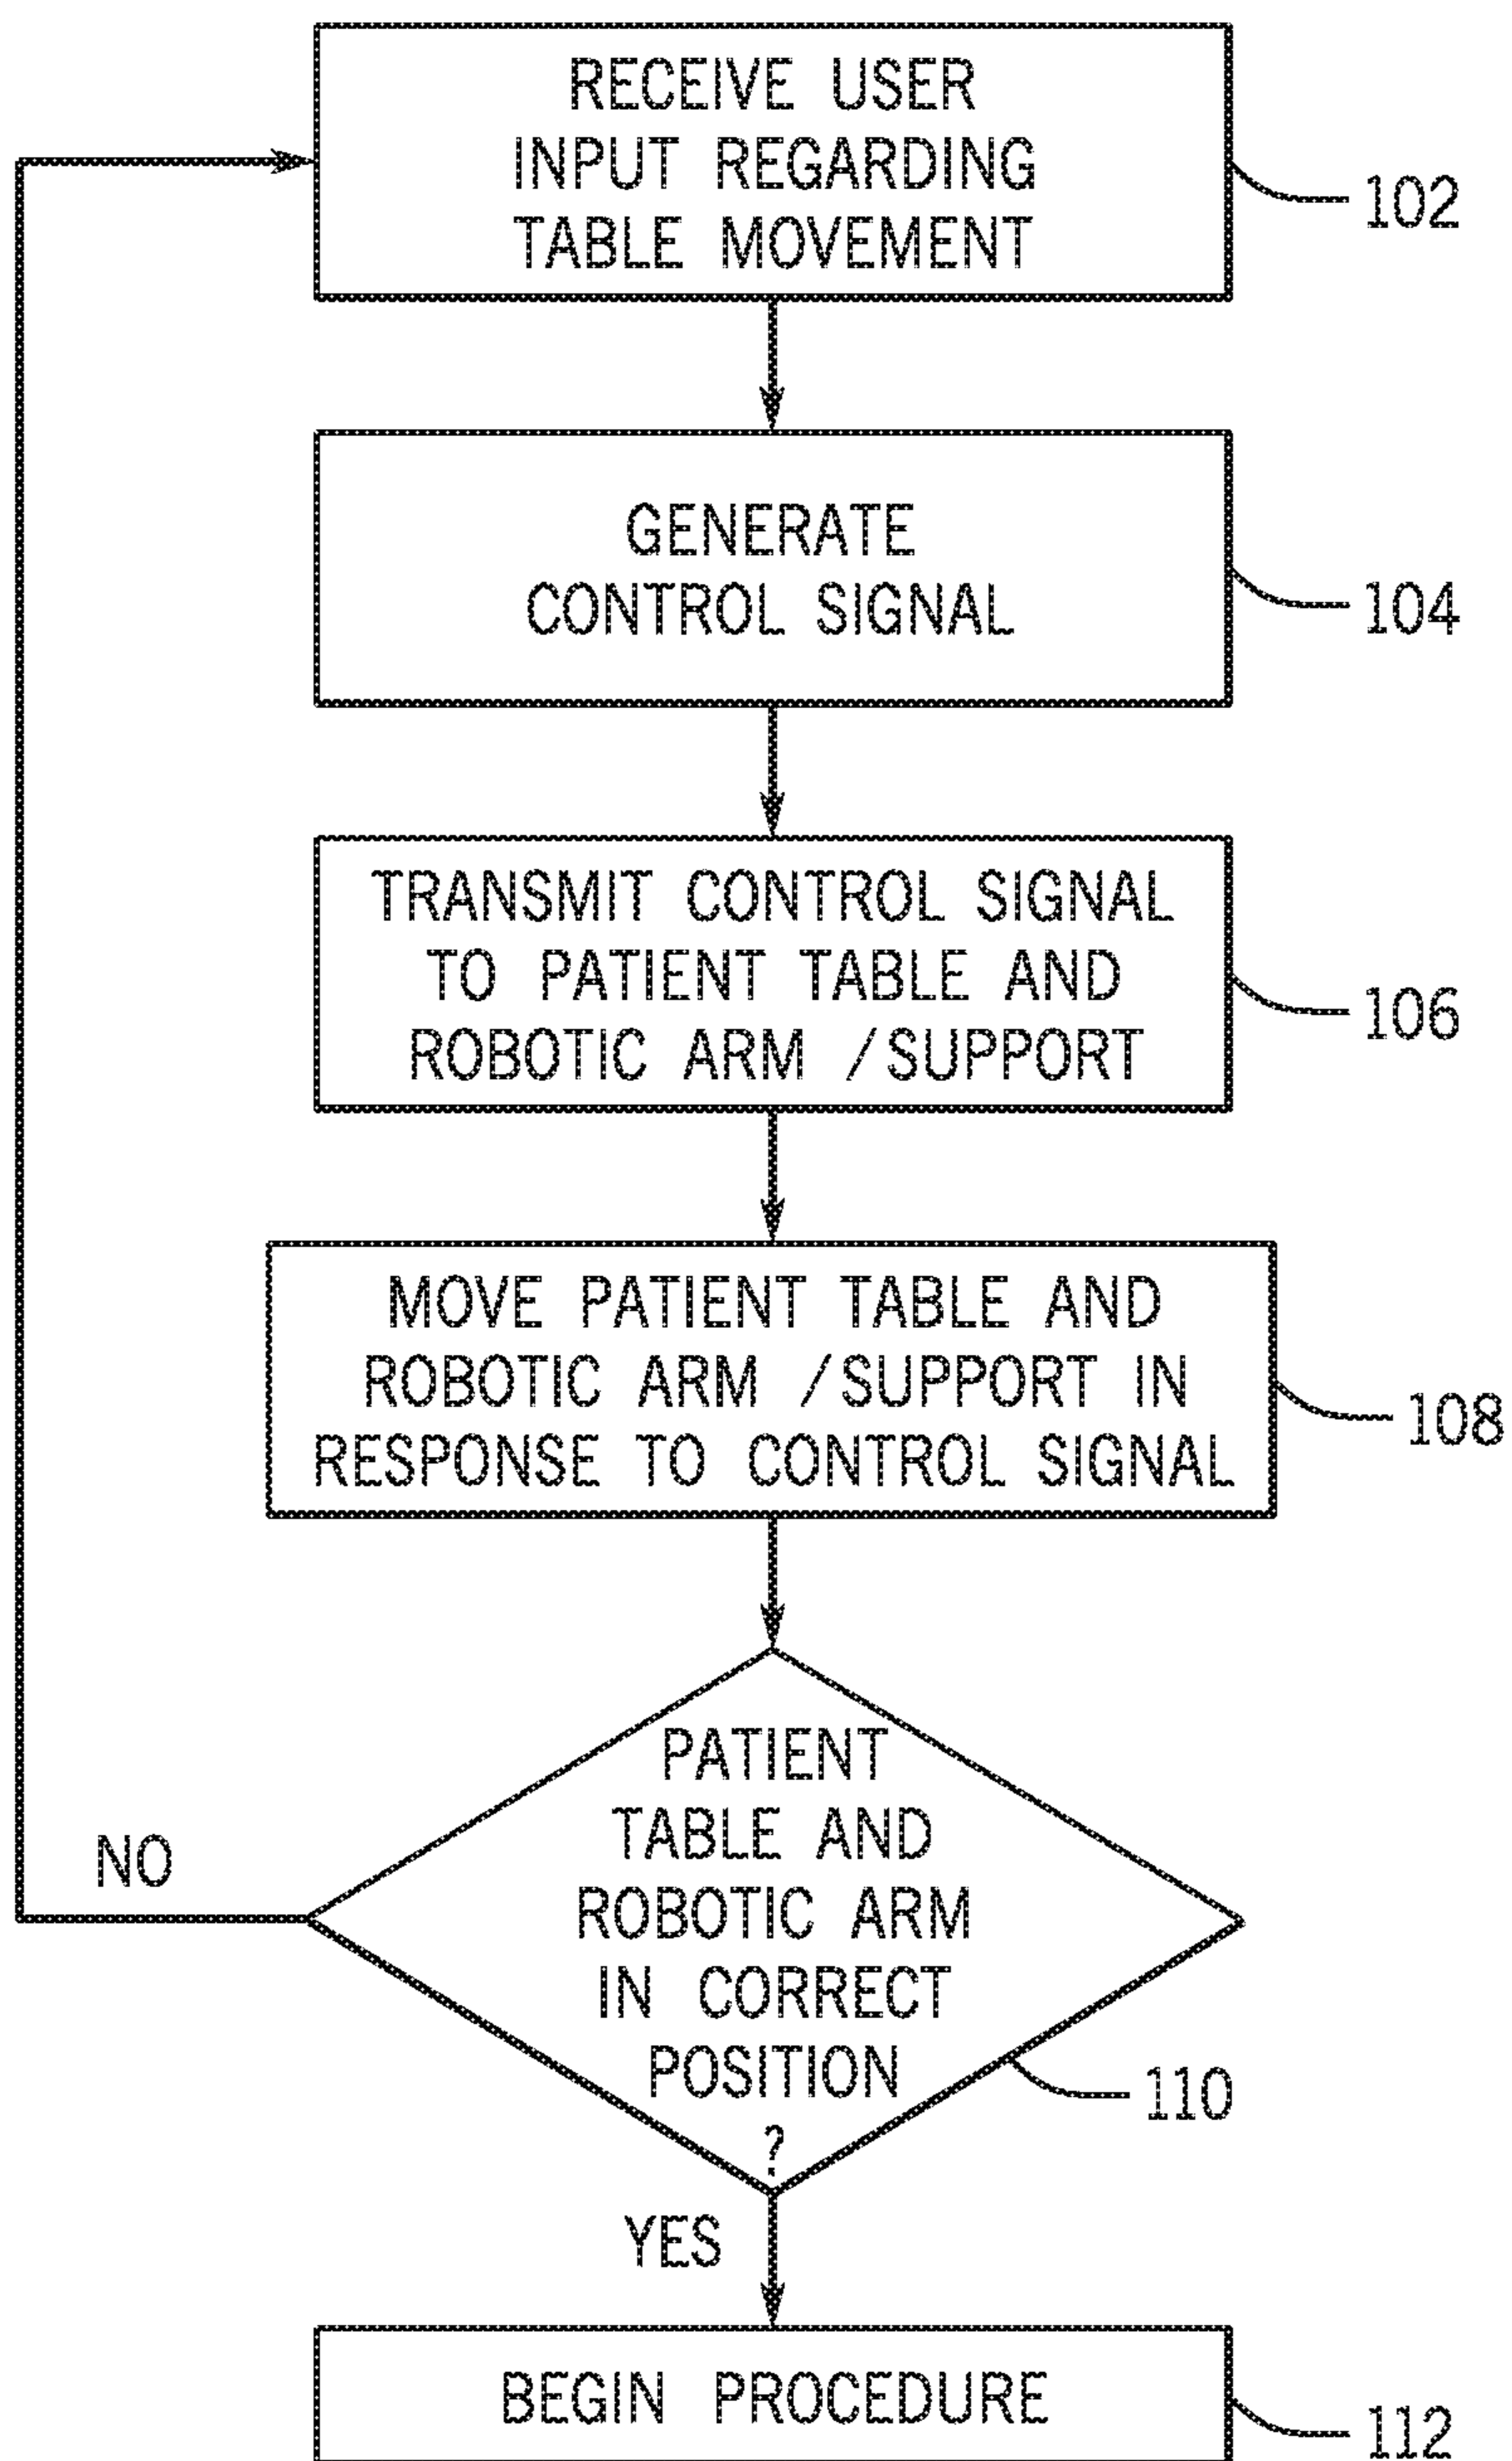 RECEIVE USER
INPUT REGARDING
TABLE MOVEMENT
102
GENERATE
CONTROL SIGNAL
104
TRANSMIT CONTROL SIGNAL
TO PATIENT TABLE AND
ROBOTIC ARM /SUPPORT
106
MOVE PATIENT TABLE AND
ROBOTIC ARM /SUPPORT IN
RESPONSE TO CONTROL SIGNAL
108
PATIENT
TABLE AND
ROBOTIC ARM
IN CORRECT
POSITION
?
110
NO
YES
BEGIN PROCEDURE
112